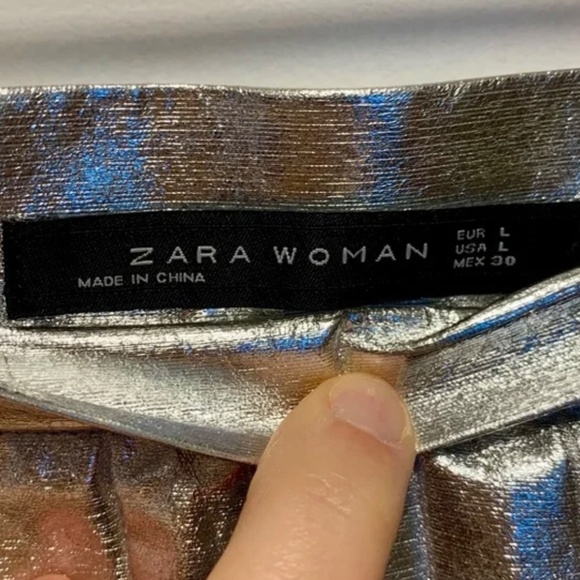 ZARA WOMAN
MADE IN CHINA
EUR L
USA L
MEX 30